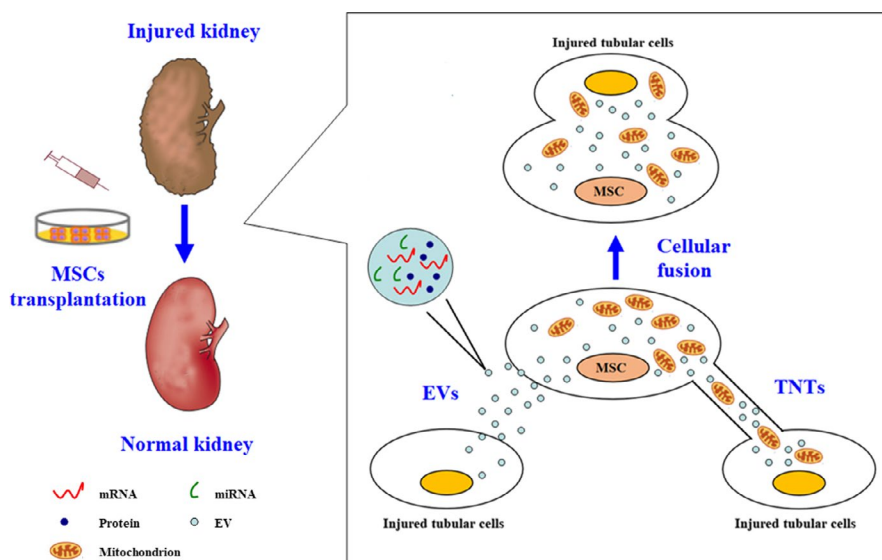 Injured kidney
MSCs
transplantation
Normal kidney
mRNA
miRNA
Protein
EV
Mitochondrion
Injured tubular cells
MSC
Cellular
fusion
MSC
EVs
TNTs
Injured tubular cells
Injured tubular cells